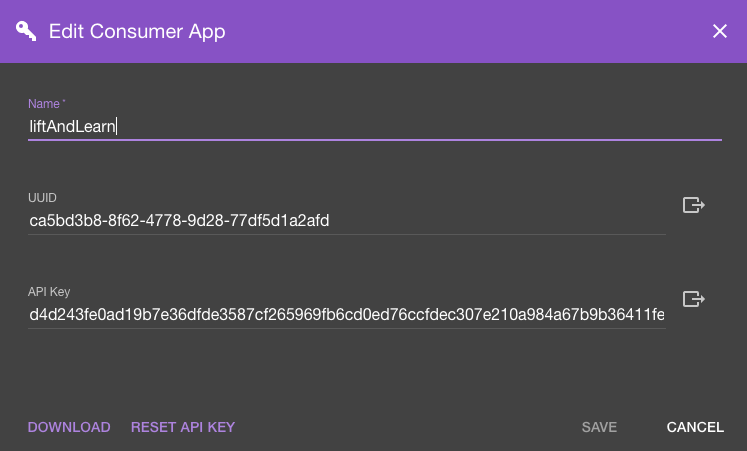 Edit Consumer App
Name *
liftAndLearn
UUID
ca5bd3b8-8f62-4778-9d28-77df5d1a2afd
API Key
d4d243fe0ad19b7e36dfde3587cf265969fb6cd0ed76ccfdec307e210a984a67b9b36411fe
DOWNLOAD RESET API KEY SAVE CANCEL